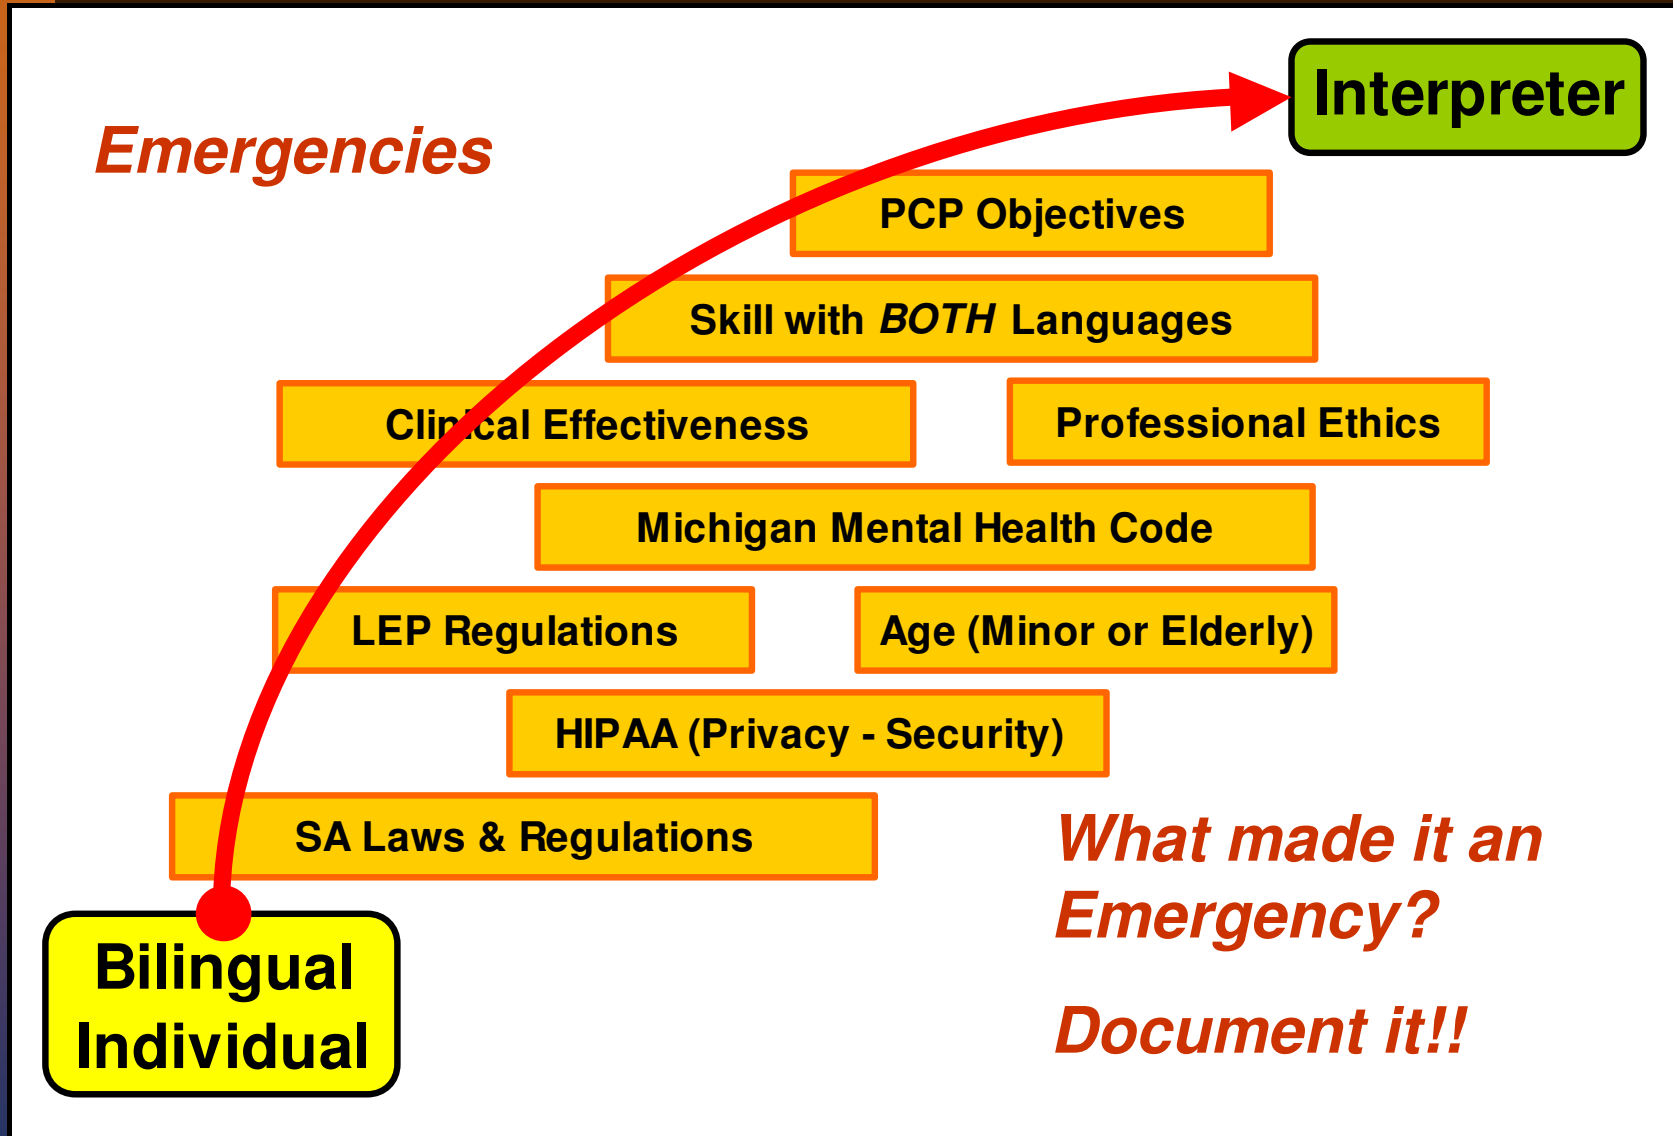 Interpreter
Emergencies
PCP Objectives
Skill with BOTH Languages
Clinical Effectiveness
Professional Ethics
Michigan Mental Health Code
LEP Regulations
Age (Minor or Elderly)
HIPAA (Privacy - Security)
SA Laws & Regulations
What made it an
Emergency?
Document it!!
Bilingual
Individual